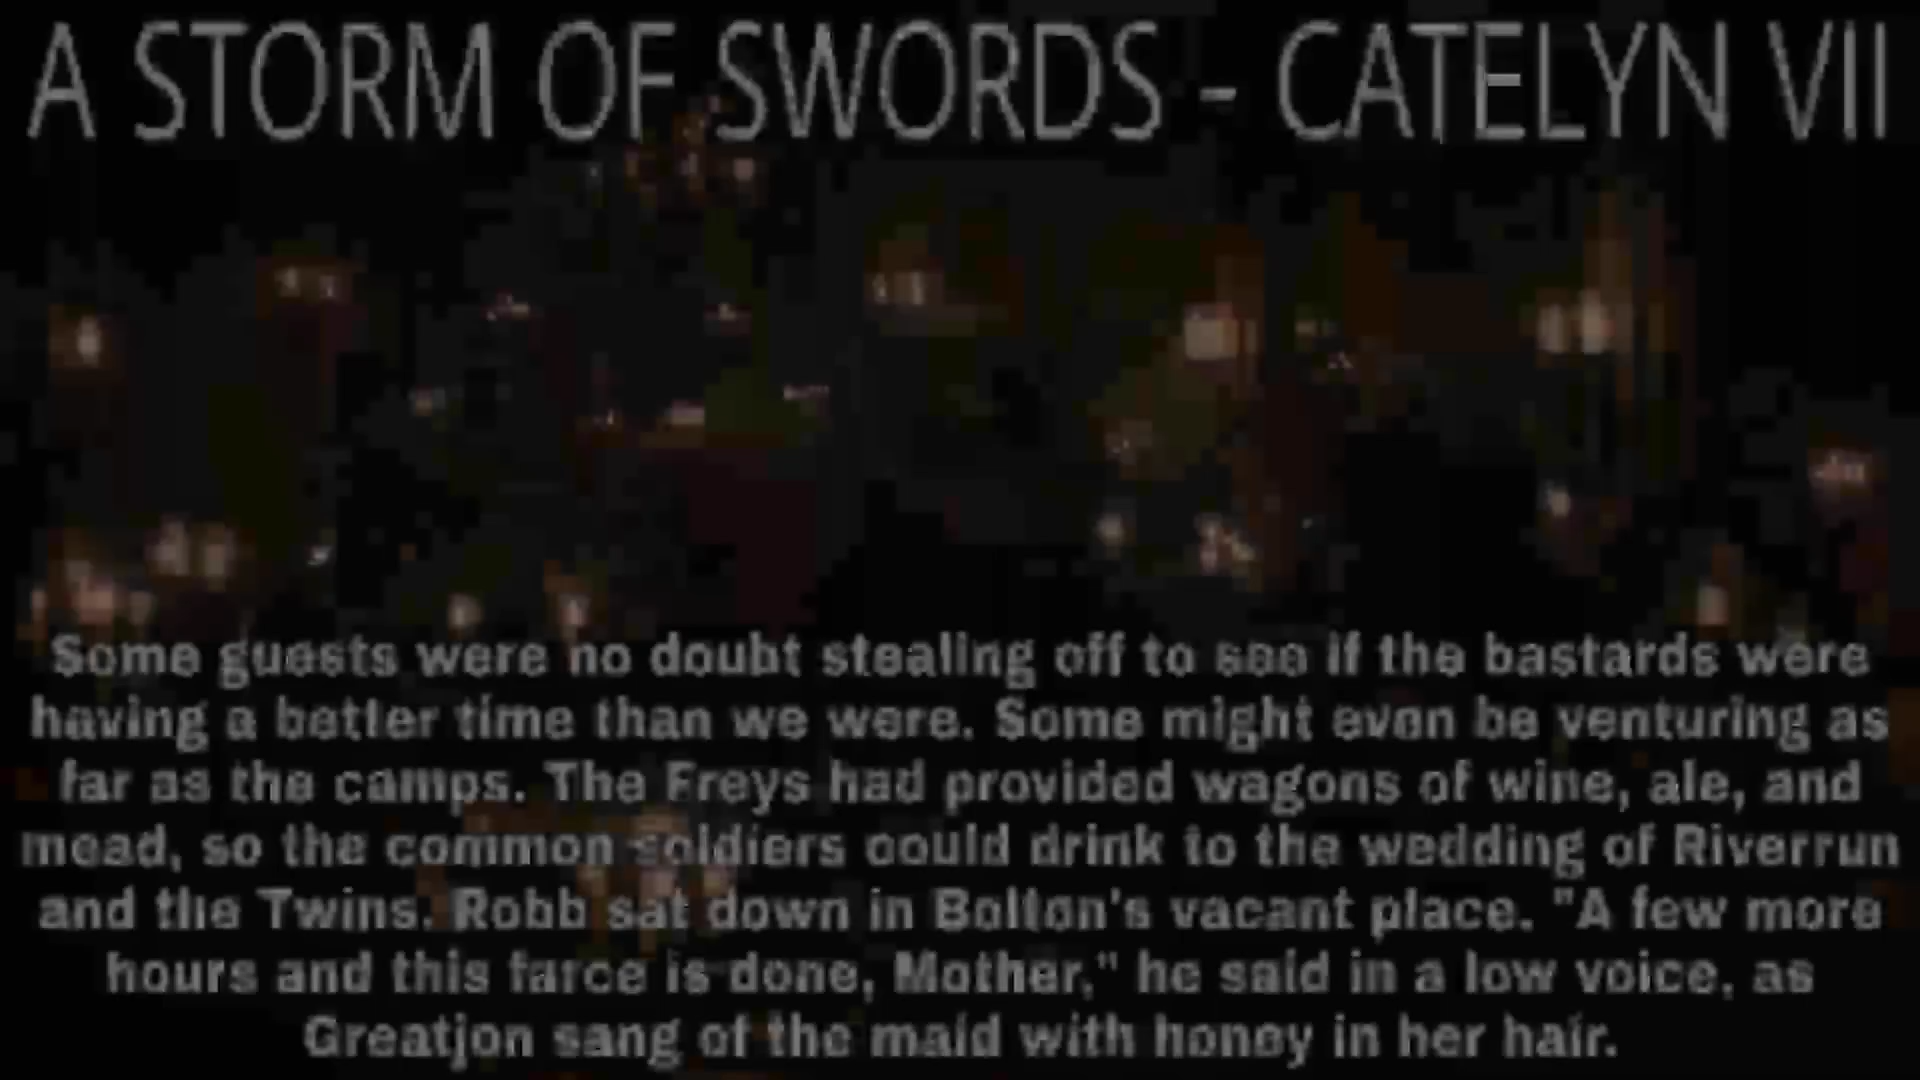 A STORM OF SWORDS - CATELYN VII
Some guests were no doubt stealing off to see if the bastards were
having a better time than we were. Some might even be venturing as
far as the camps. The Freys had provided wagons of wine, ale, and
mead, so the common soldiers could drink to the wedding of Riverrun
and the Twins. Robb sat down in Bolton's vacant place. "A few more
hours and this farce is done, Mother," he said in a low voice, as
Greatjon sang of the maid with honey in her hair.